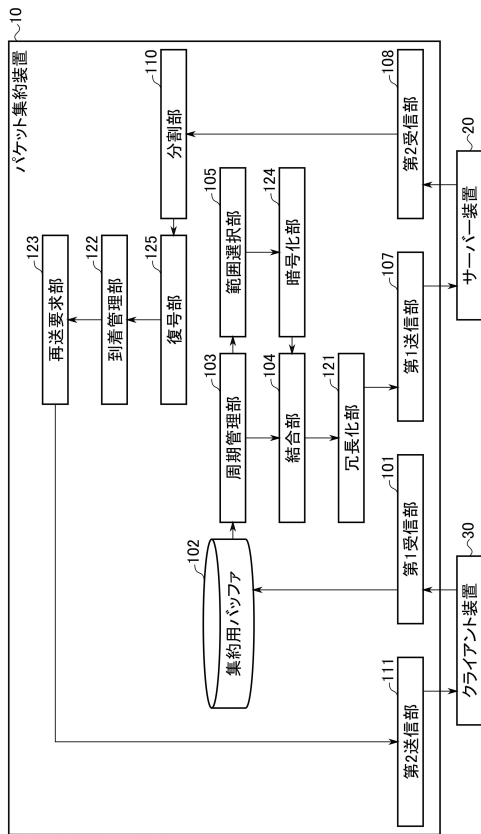 10
パケット集約装置
123
再送要求部
122
到着管理部
125
復号部
110
分割部
103
周期管理部
105
範囲選択部
102
集約用バッファ
104
結合部
124
暗号化部
121
冗長化部
111
第2送信部
101
第1受信部
107
第1送信部
108
第2受信部
30
クライアント装置
20
サーバー装置